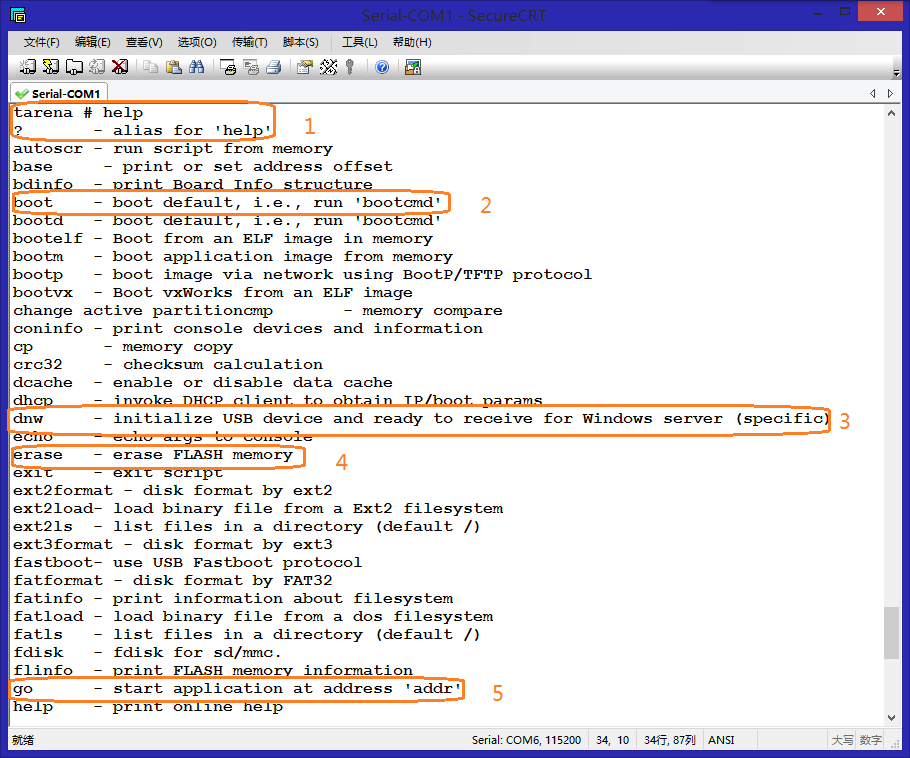 Serial-COM1 - SecureCRT
文件(F) 编辑(E) 查看(V) 选项(O) 传输(T) 脚本(S) 工具(L) 帮助(H)
Serial-COM1
tarena # help
?       - alias for 'help'
1
autoscr - run script from memory
base     - print or set address offset
bdinfo  - print Board Info structure
boot    - boot default, i.e., run 'bootcmd'
2
bootd   - boot default, i.e., run 'bootcmd'
bootelf - Boot from an ELF image in memory
bootm   - boot application image from memory
bootp   - boot image via network using BootP/TFTP protocol
bootvx  - Boot vxWorks from an ELF image
change active partitioncmp       - memory compare
coninfo - print console devices and information
cp       - memory copy
crc32    - checksum calculation
dcache  - enable or disable data cache
dhcp    - invoke DHCP client to obtain IP/boot params
dnw     - initialize USB device and ready to receive for Windows server (specific)
3
echo    - echo args to console
erase   - erase FLASH memory
4
exit    - exit script
ext2format - disk format by ext2
ext2load- load binary file from a Ext2 filesystem
ext2ls  - list files in a directory (default /)
ext3format - disk format by ext3
fastboot- use USB Fastboot protocol
fatformat - disk format by FAT32
fatinfo - print information about filesystem
fatload - load binary file from a dos filesystem
fatls   - list files in a directory (default /)
fdisk   - fdisk for sd/mmc.
flinfo  - print FLASH memory information
go      - start application at address 'addr'
5
help    - print online help
就绪 Serial: COM6, 115200 34, 10 34行, 87列 ANSI 大写 数字